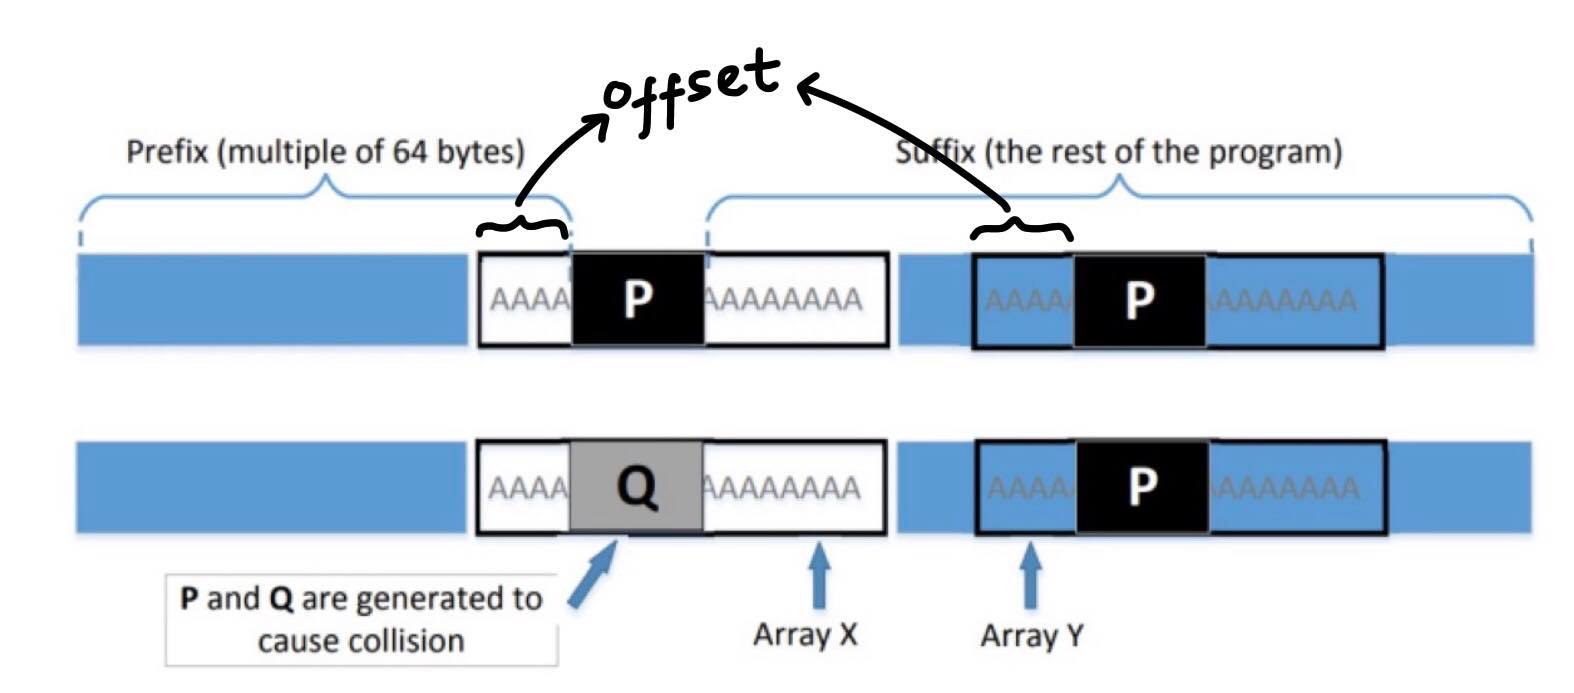 offset
Prefix (multiple of 64 bytes)
Suffix (the rest of the program)
AAAA P AAAAAAAA AAAA P AAAAAAAA
AAAA Q AAAAAAAA AAAA P AAAAAAAA
P and Q are generated to
cause collision
Array X
Array Y